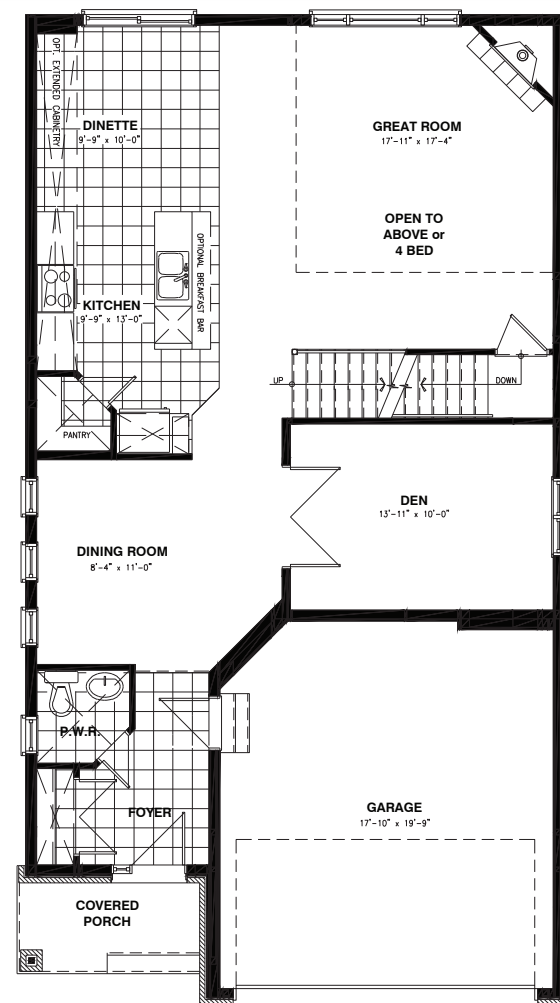 OPT. EXTENDED CABINETRY
DINETTE
9'-9" x 10'-0"
GREAT ROOM
17'-11" x 17'-4"
OPEN TO
ABOVE or
4 BED
OPTIONAL BREAKFAST BAR
KITCHEN
9'-9" x 13'-0"
UP
DOWN
PANTRY
DEN
13'-11" x 10'-0"
DINING ROOM
8'-4" x 11'-0"
P.W.R.
FOYER
GARAGE
17'-10" x 19'-9"
COVERED
PORCH